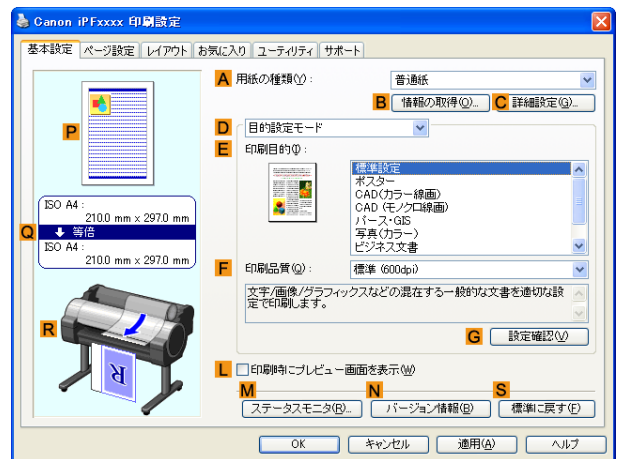 Canon iPFxxxx 印刷設定
基本設定 ページ設定 レイアウト お気に入り ユーティリティ サポート
A 用紙の種類(Y): 普通紙
B 情報の取得(O)... C 詳細設定(G)...
P
D 目的設定モード
E 印刷目的(I):
標準設定
ポスター
CAD(カラー線画)
CAD (モノクロ線画)
パース・GIS
写真(カラー)
ビジネス文書
ISO A4 :
210.0 mm x 297.0 mm
Q 等倍
ISO A4 :
210.0 mm x 297.0 mm
F 印刷品質(Q): 標準 (600dpi)
文字/画像/グラフィックスなどの混在する一般的な文書を適切な設
定で印刷します。
G 設定確認(V)
R
R
L 印刷時にプレビュー画面を表示(W)
M N S
ステータスモニタ(R)... バージョン情報(B) 標準に戻す(F)
OK キャンセル 適用(A) ヘルプ